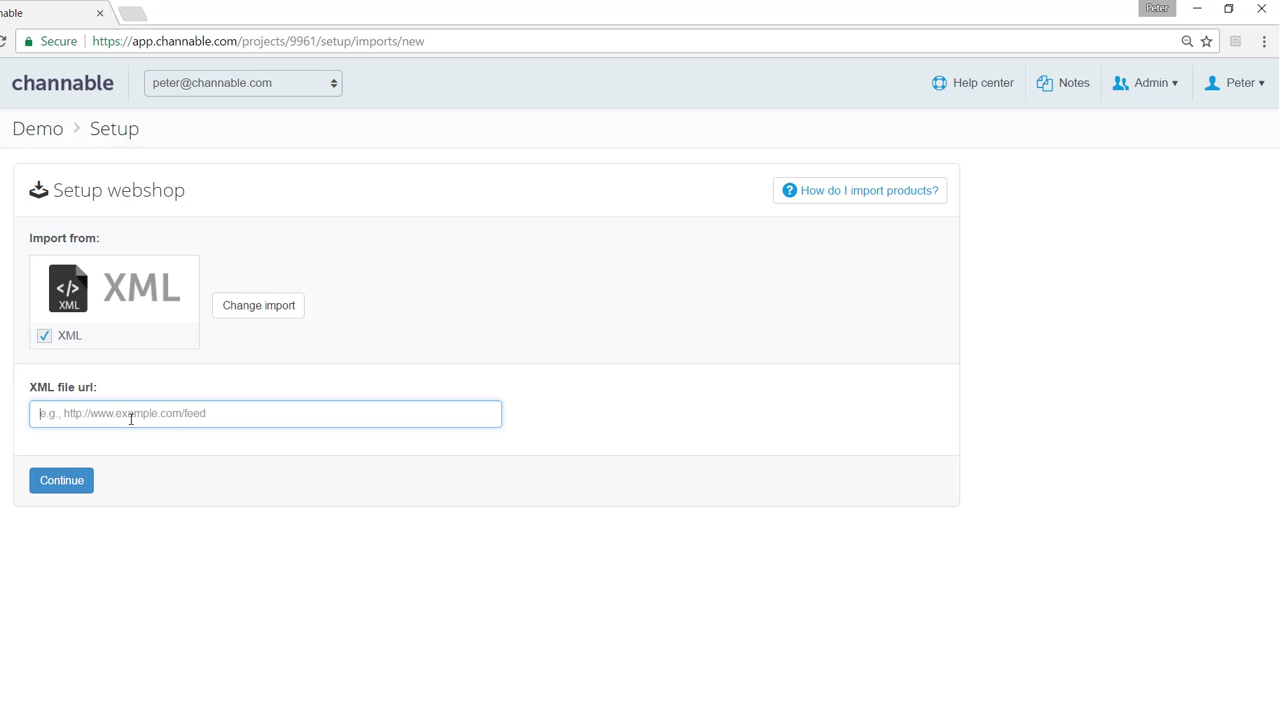 nable
Peter
Secure https://app.channable.com/projects/9961/setup/imports/new
channable peter@channable.com Help center Notes Admin Peter
Demo Setup
Setup webshop How do I import products?
Import from:
XML XML
Change import
XML
XML file url:
e.g., http://www.example.com/feed
Continue